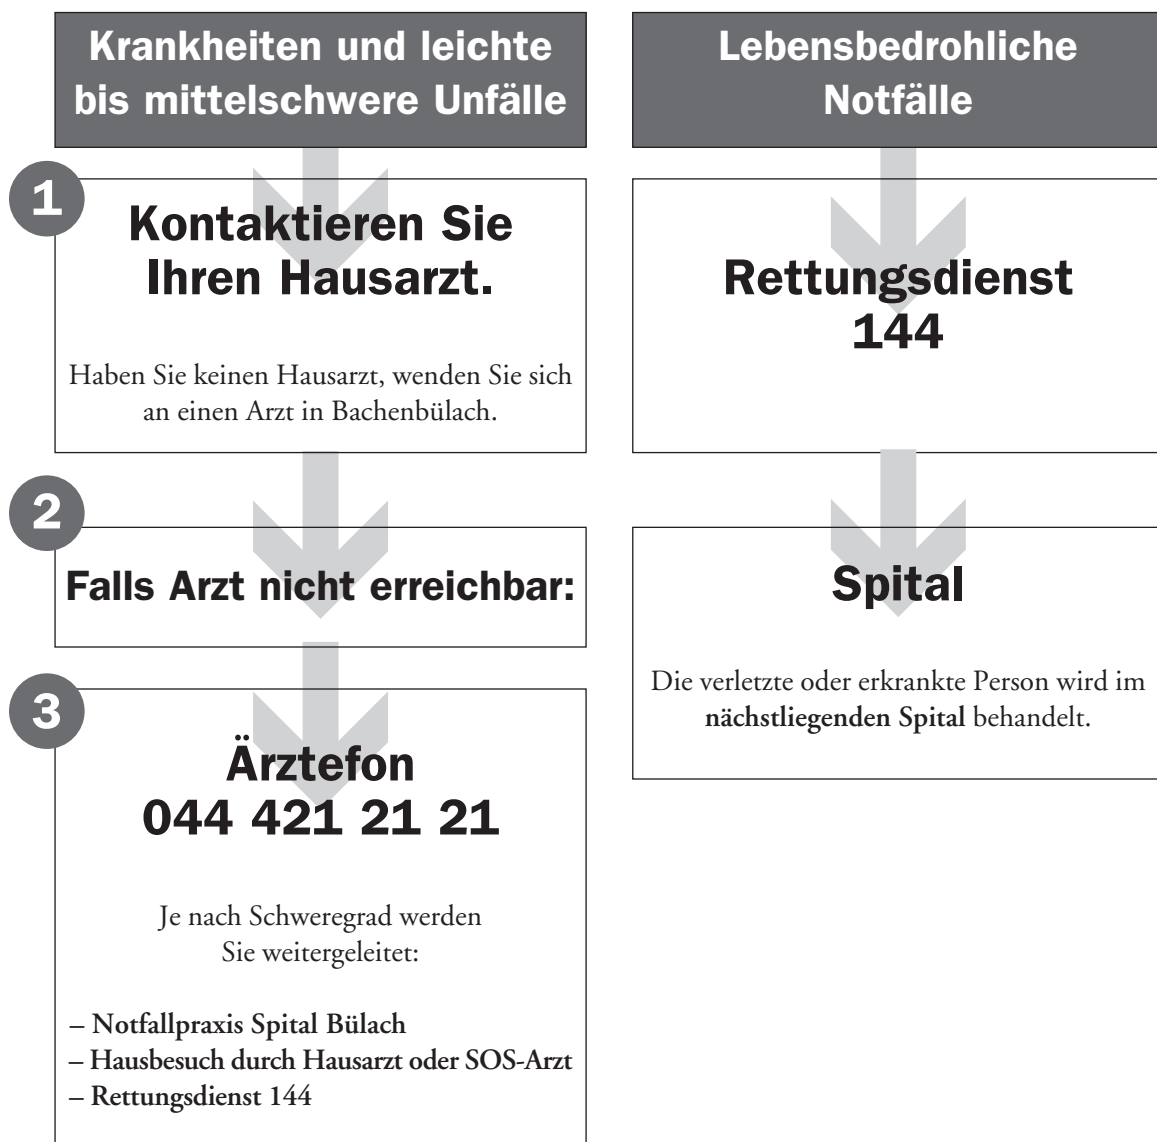 Krankheiten und leichte
bis mittelschwere Unfälle
1
Kontaktieren Sie
Ihren Hausarzt.
Haben Sie keinen Hausarzt, wenden Sie sich
an einen Arzt in Bachenbülach.
2
Falls Arzt nicht erreichbar:
3
Ärztefon
044 421 21 21
Je nach Schweregrad werden
Sie weitergeleitet:
– Notfallpraxis Spital Bülach
– Hausbesuch durch Hausarzt oder SOS-Arzt
– Rettungsdienst 144
Lebensbedrohliche
Notfälle
Rettungsdienst
144
Spital
Die verletzte oder erkrankte Person wird im
nächstliegenden Spital behandelt.